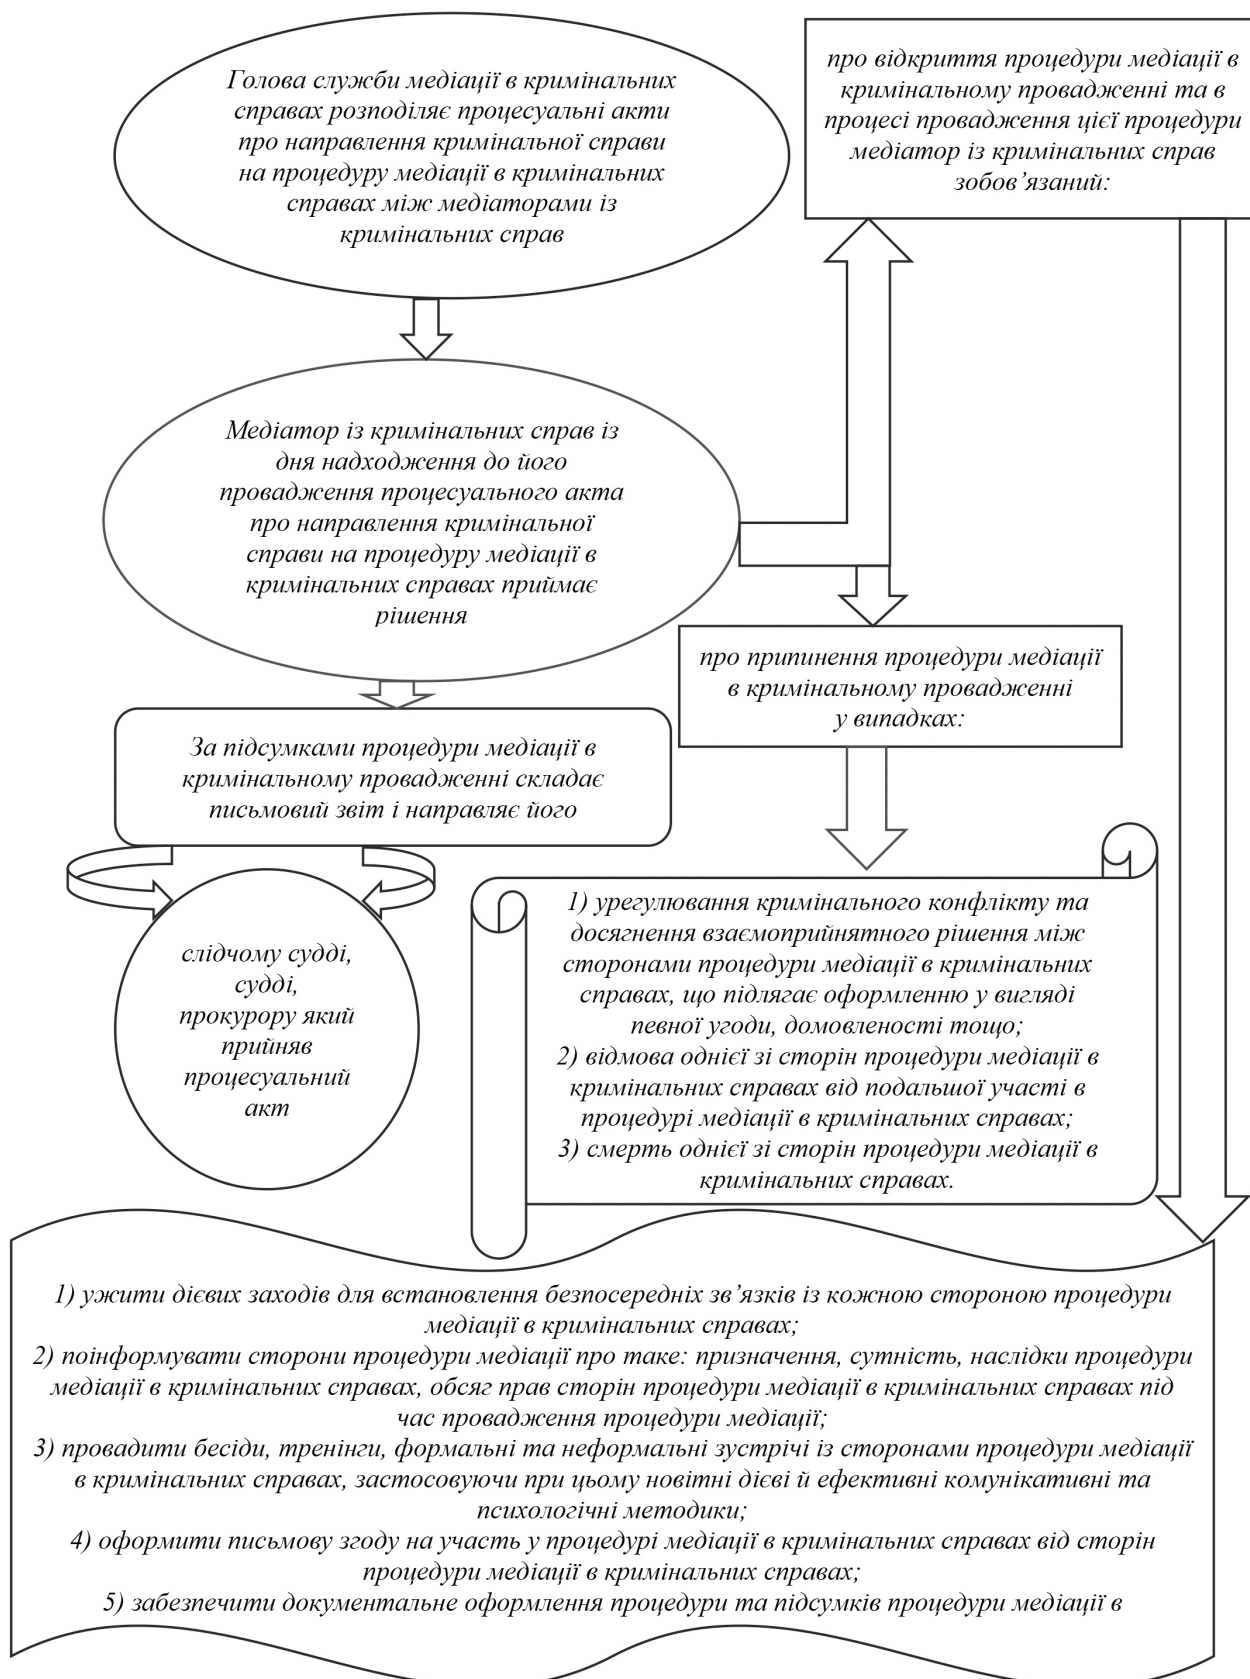 Голова служби медіації в кримінальних
справах розподіляє процесуальні акти
про направлення кримінальної справи
на процедуру медіації в кримінальних
справах між медіаторами із
кримінальних справ
про відкриття процедури медіації в
кримінальному провадженні та в
процесі провадження цієї процедури
медіатор із кримінальних справ
зобов’язаний:
Медіатор із кримінальних справ із
дня надходження до його
провадження процесуального акта
про направлення кримінальної
справи на процедуру медіації в
кримінальних справах приймає
рішення
про припинення процедури медіації
в кримінальному провадженні
у випадках:
За підсумками процедури медіації в
кримінальному провадженні складає
письмовий звіт і направляє його
слідчому судді,
судді,
прокурору який
прийняв
процесуальний
акт
1) урегулювання кримінального конфлікту та
досягнення взаємоприйнятного рішення між
сторонами процедури медіації в кримінальних
справах, що підлягає оформленню у вигляді
певної угоди, домовленості тощо;
2) відмова однієї зі сторін процедури медіації в
кримінальних справах від подальшої участі в
процедурі медіації в кримінальних справах;
3) смерть однієї зі сторін процедури медіації в
кримінальних справах.
1) ужити дієвих заходів для встановлення безпосередніх зв’язків із кожною стороною процедури
медіації в кримінальних справах;
2) поінформувати сторони процедури медіації про таке: призначення, сутність, наслідки процедури
медіації в кримінальних справах, обсяг прав сторін процедури медіації в кримінальних справах під
час провадження процедури медіації;
3) провадити бесіди, тренінги, формальні та неформальні зустрічі із сторонами процедури медіації
в кримінальних справах, застосовуючи при цьому новітні дієві й ефективні комунікативні та
психологічні методики;
4) оформити письмову згоду на участь у процедурі медіації в кримінальних справах від сторін
процедури медіації в кримінальних справах;
5) забезпечити документальне оформлення процедури та підсумків процедури медіації в